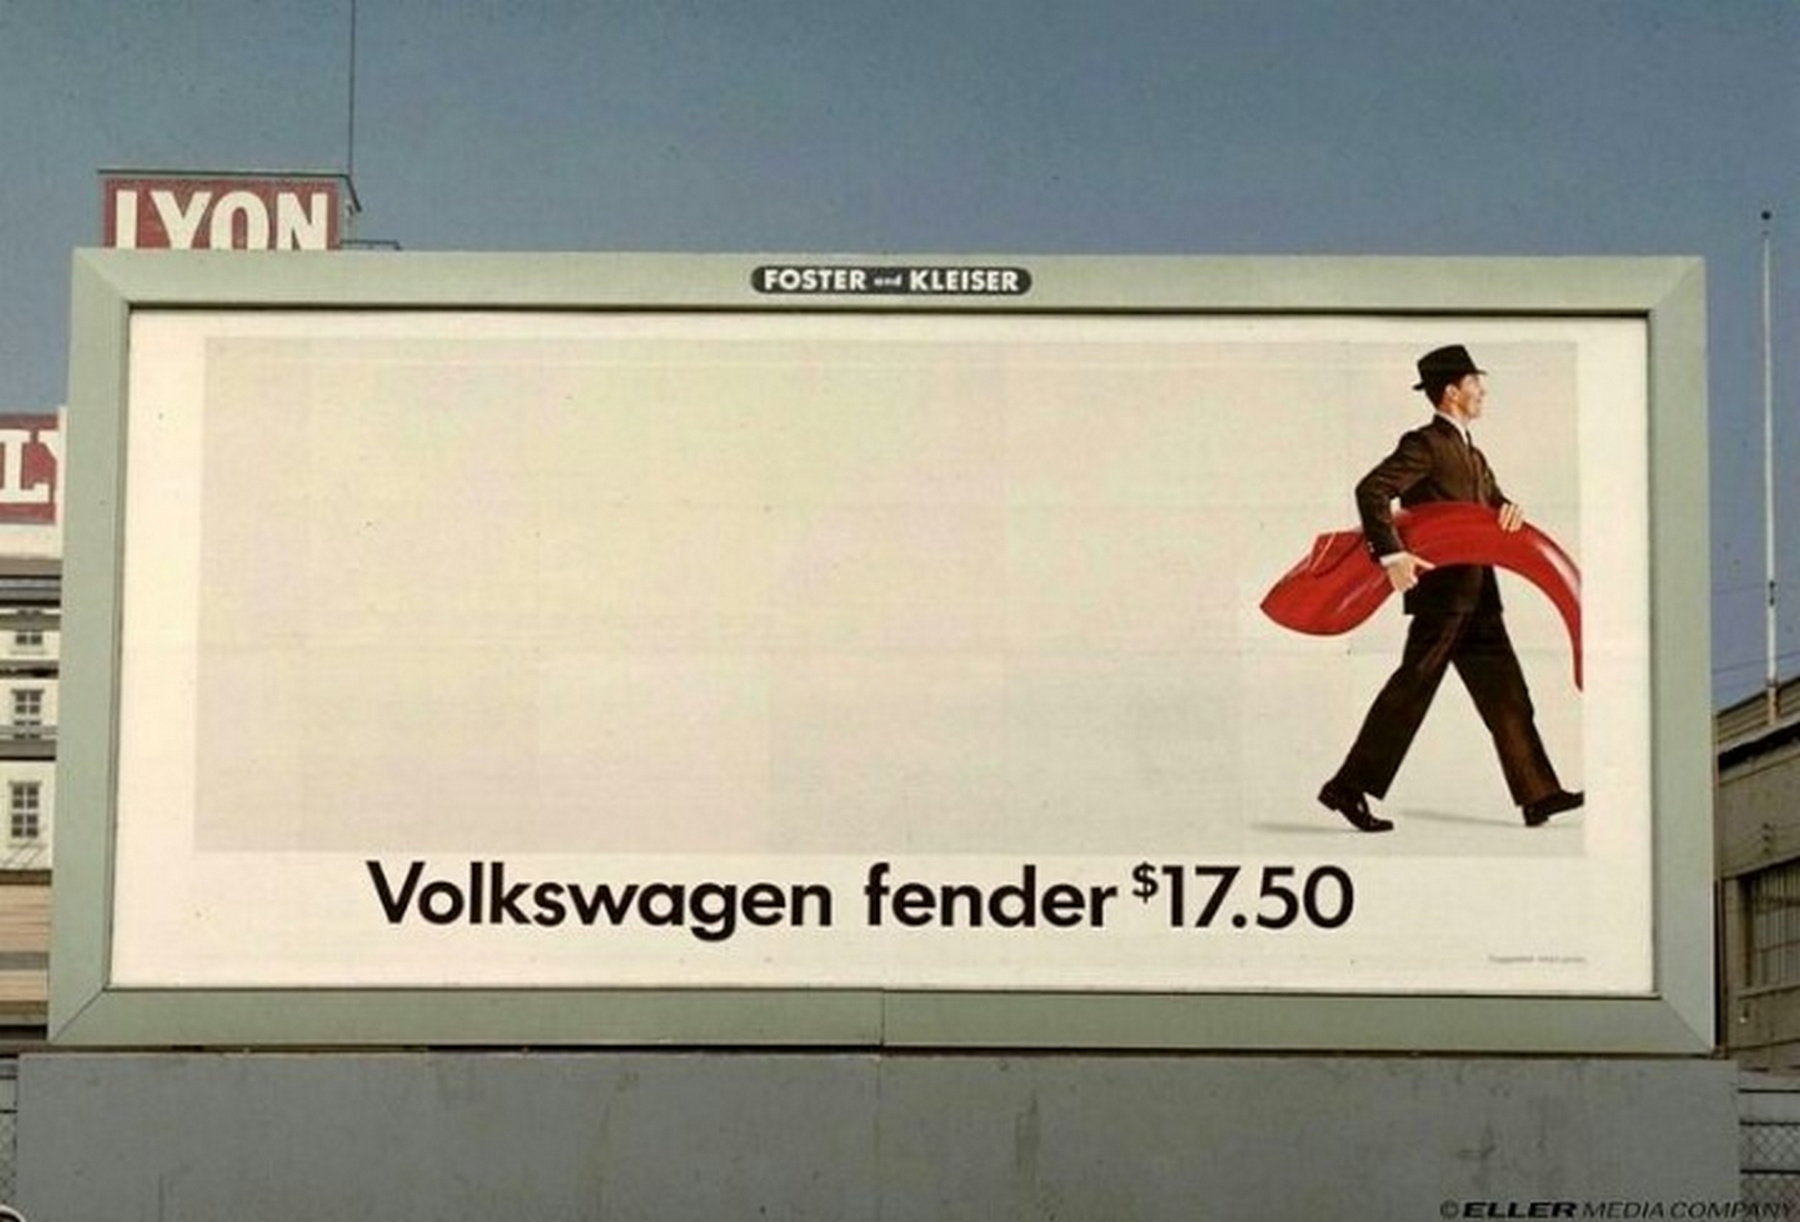 LYON
FOSTER and KLEISER
Volkswagen fender $17.50
© ELLER MEDIA COMPANY